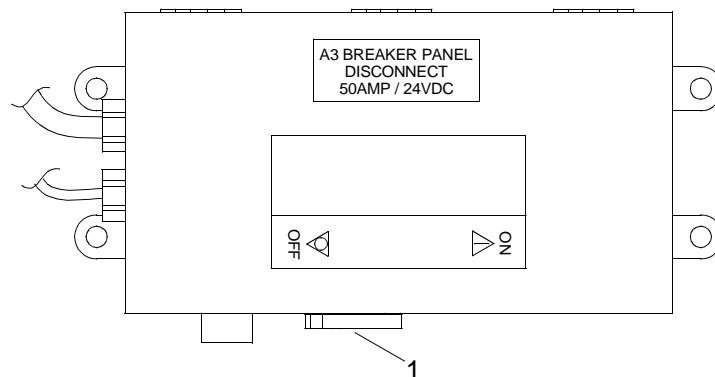 A3 BREAKER PANEL
DISCONNECT
50AMP / 24VDC
OFF
ON
1